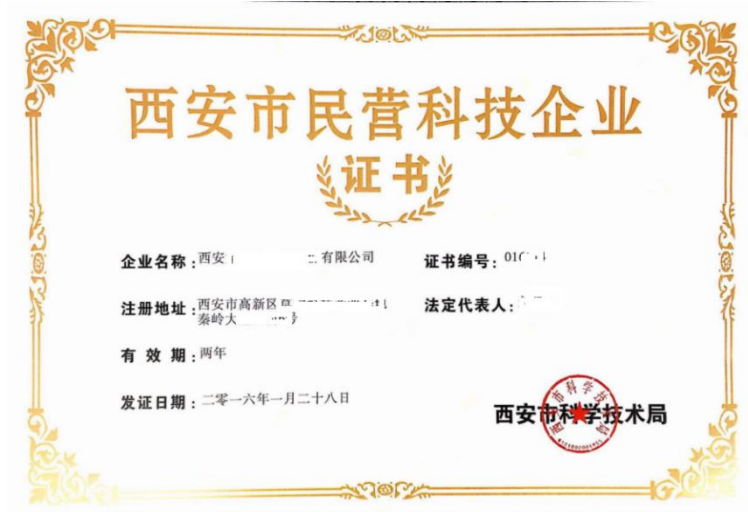 西安市民营科技企业
证书
企业名称：西安 有限公司
证书编号：01
注册地址：西安市高新区
秦岭大 号
法定代表人：
有效期：两年
发证日期：二零一六年一月二十八日
西安市科学技术局